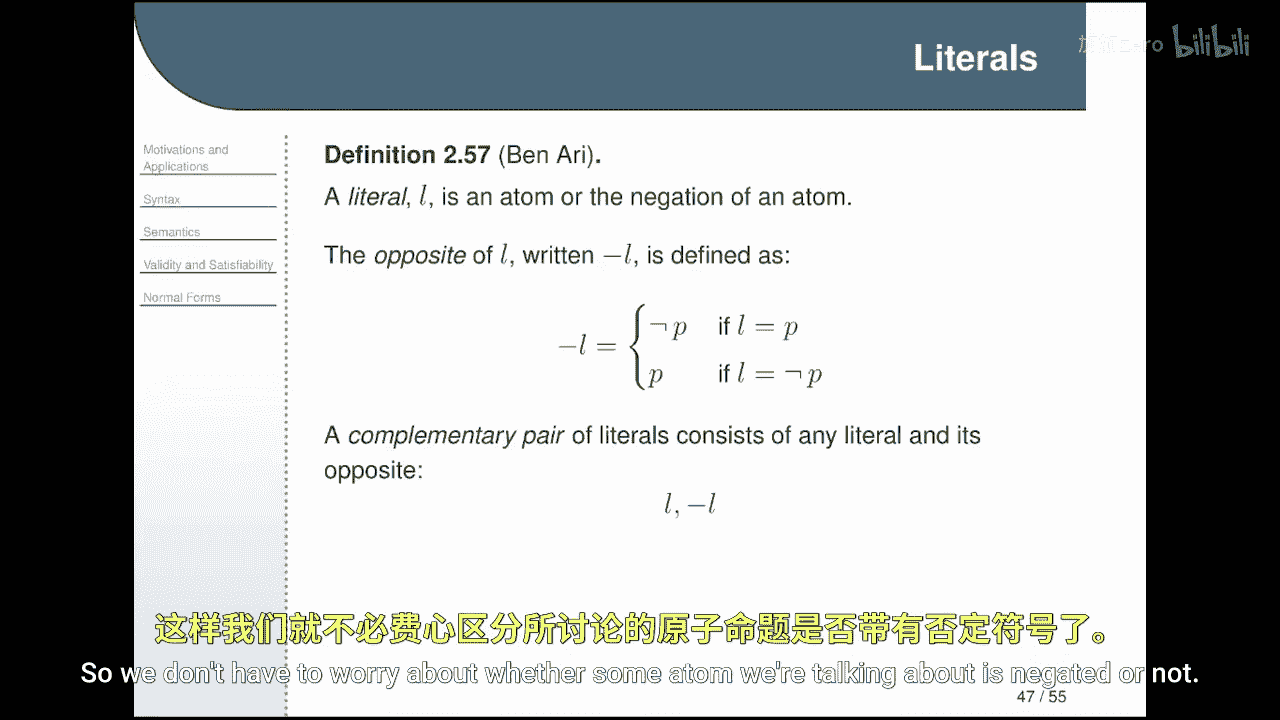 Literals
bilibili
Motivations and
Applications
Syntax
Semantics
Validity and Satisfiability
Normal Forms
Definition 2.57 (Ben Ari).
A literal, l, is an atom or the negation of an atom.
The opposite of l, written −l, is defined as:
−l = { ¬ p if l = p
p if l = ¬ p
A complementary pair of literals consists of any literal and its
opposite:
l, −l
这样我们就不必费心区分所讨论的原子命题是否带有否定符号了。
So we don't have to worry about whether some atom we're talking about is negated or not.
47 / 55